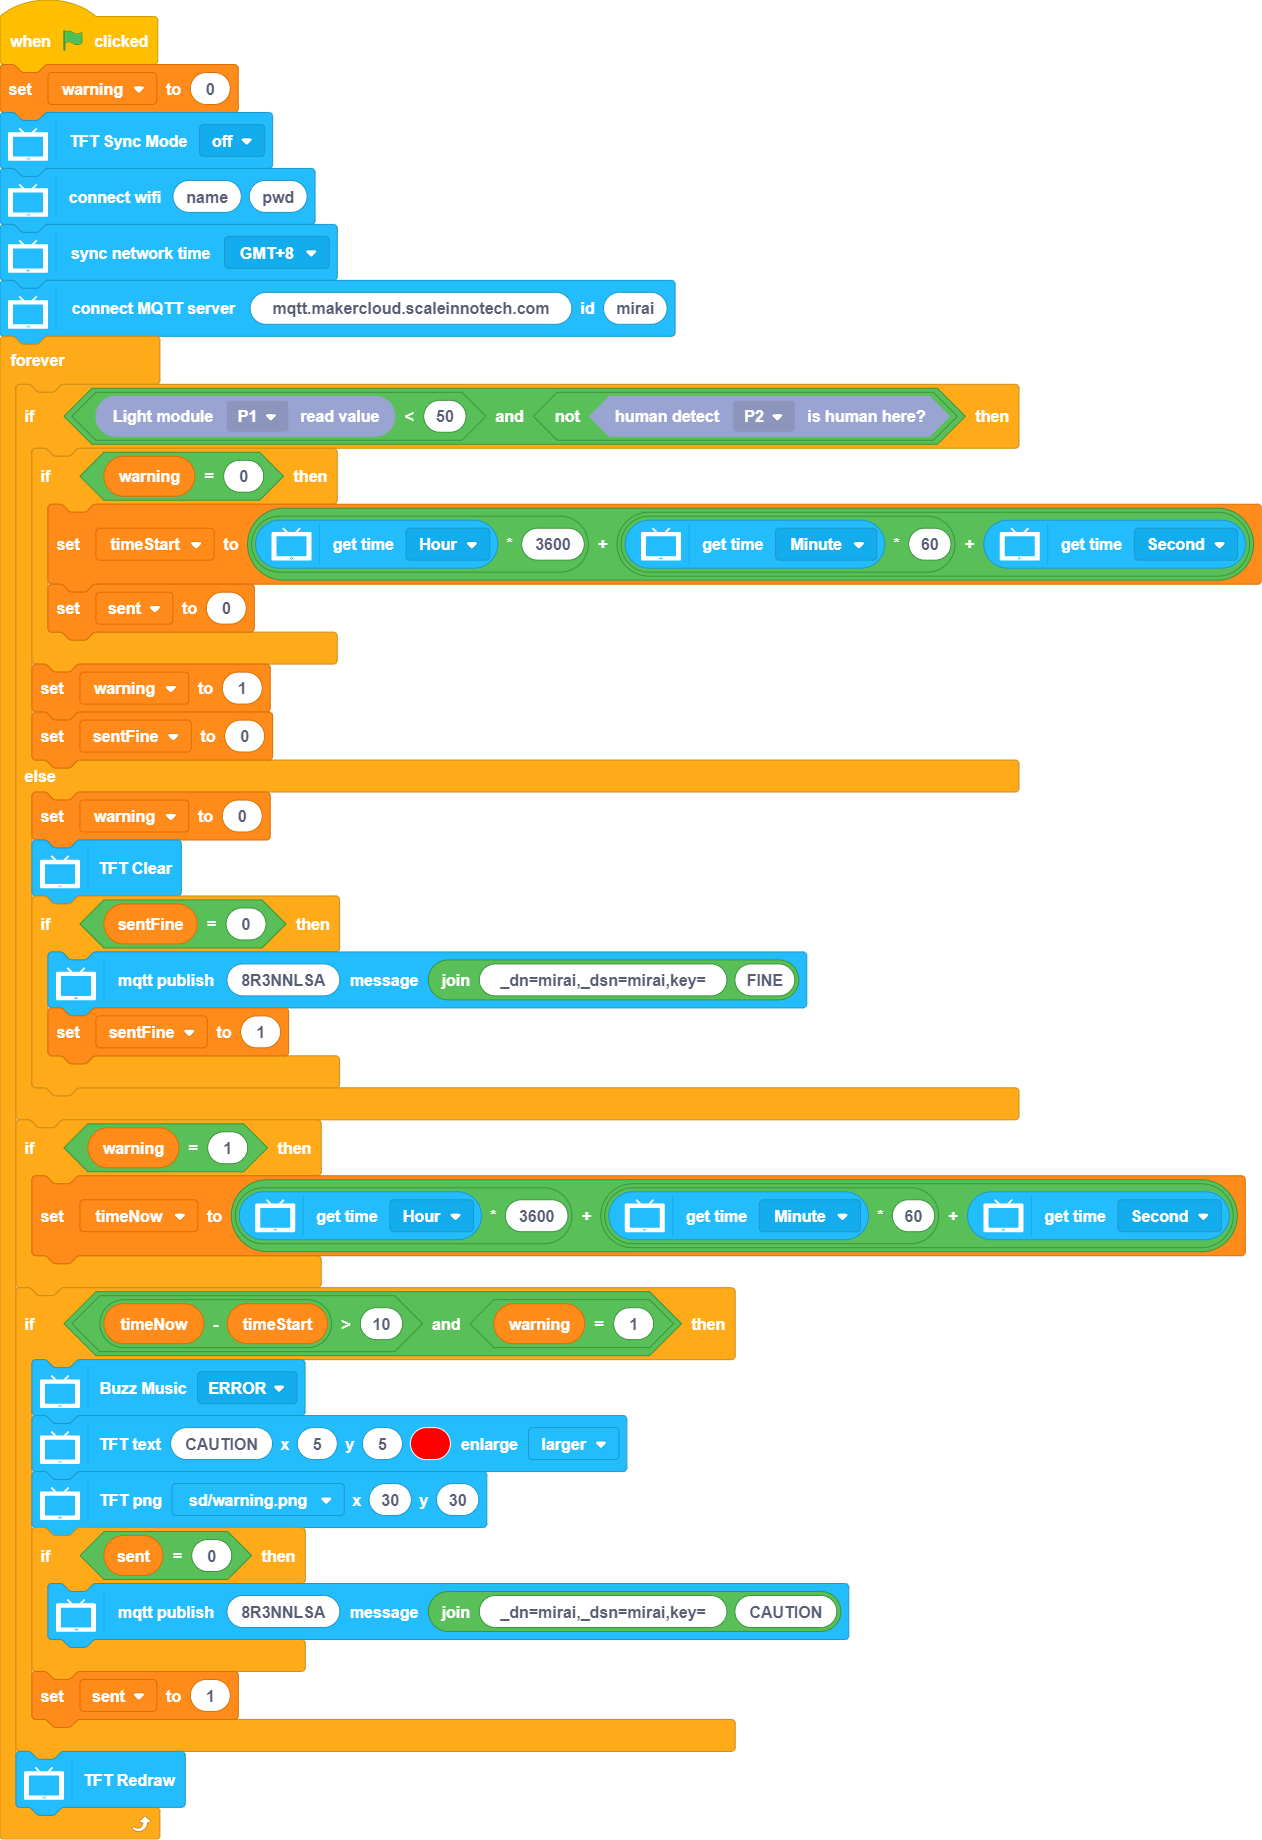 when clicked
set warning to 0
TFT Sync Mode off
connect wifi name pwd
sync network time GMT+8
connect MQTT server mqtt.makercloud.scaleinnotech.com id mirai
forever
if Light module P1 read value < 50 and not human detect P2 is human here? then
if warning = 0 then
set timeStart to get time Hour * 3600 + get time Minute * 60 + get time Second
set sent to 0
set warning to 1
set sentFine to 0
else
set warning to 0
TFT Clear
if sentFine = 0 then
mqtt publish 8R3NNLSA message join _dn=mirai,_dsn=mirai,key= FINE
set sentFine to 1
if warning = 1 then
set timeNow to get time Hour * 3600 + get time Minute * 60 + get time Second
if timeNow - timeStart > 10 and warning = 1 then
Buzz Music ERROR
TFT text CAUTION x 5 y 5 enlarge larger
TFT png sd/warning.png x 30 y 30
if sent = 0 then
mqtt publish 8R3NNLSA message join _dn=mirai,_dsn=mirai,key= CAUTION
set sent to 1
TFT Redraw